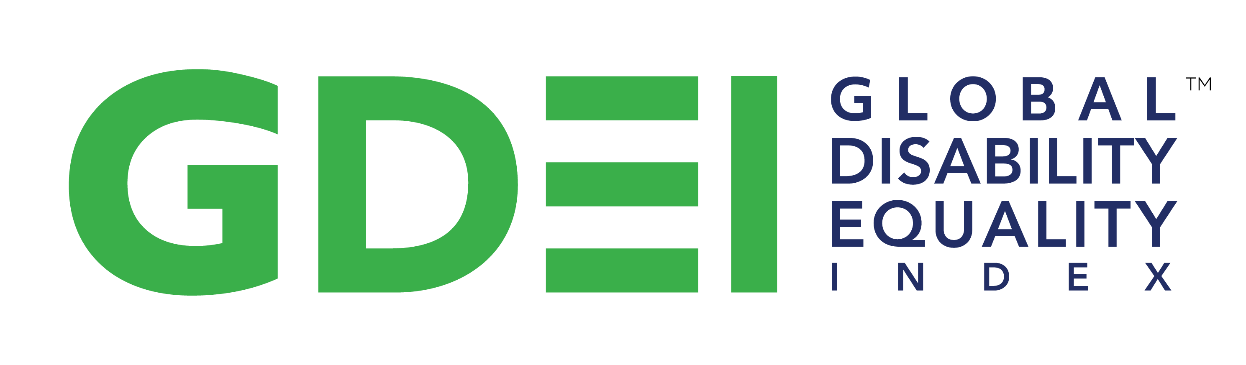 GDEI
GLOBAL™
DISABILITY
EQUALITY
INDEX